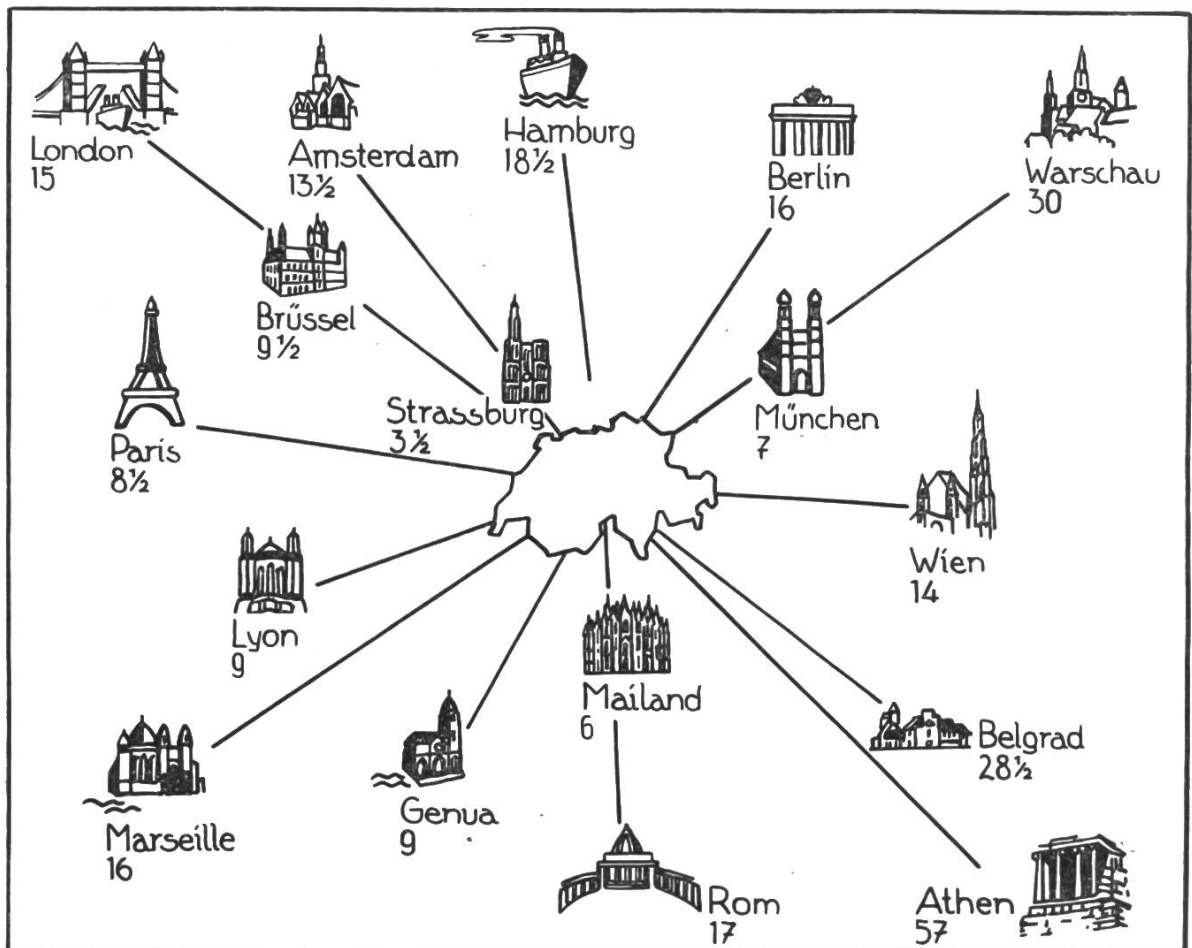 London
15
Amsterdam
13½
Hamburg
18½
Berlin
16
Warschau
30
Brüssel
9½
Strassburg
3½
München
7
Paris
8½
Wien
14
Lyon
9
Mailand
6
Belgrad
28½
Marseille
16
Genua
9
Rom
17
Athen
57